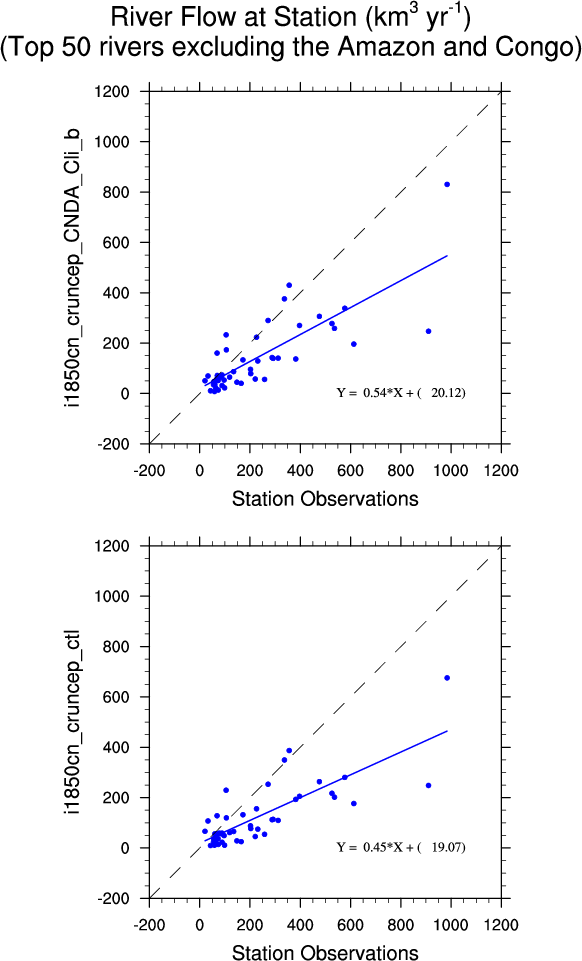 River Flow at Station (km³ yr⁻¹)
(Top 50 rivers excluding the Amazon and Congo)
1200
1000
800
600
400
200
0
-200
i1850cn_cruncep_CNDA_Cli_b
Y = 0.54*X + ( 20.12)
-200 0 200 400 600 800 1000 1200
Station Observations
1200
1000
800
600
400
200
0
-200
i1850cn_cruncep_ctl
Y = 0.45*X + ( 19.07)
-200 0 200 400 600 800 1000 1200
Station Observations